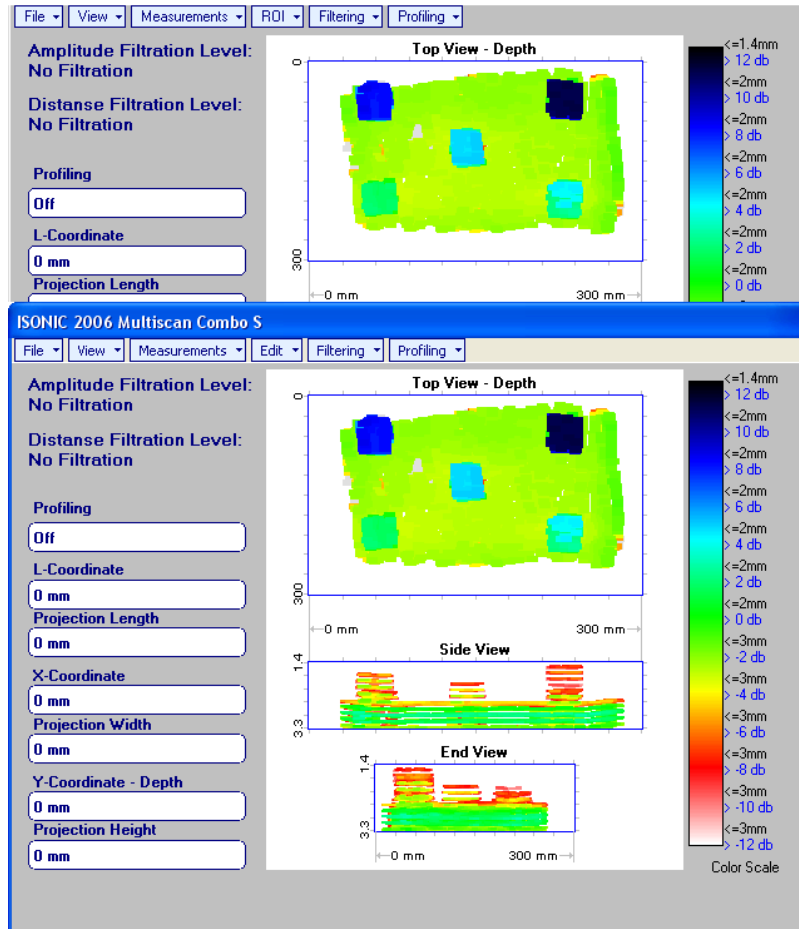 File View Measurements ROI Filtering Profiling
Amplitude Filtration Level:
No Filtration
Distanse Filtration Level:
No Filtration
Profiling
Off
L-Coordinate
0 mm
Projection Length
Top View - Depth
0
300
0 mm 300 mm
<=1.4mm
> 12 db
<=2mm
> 10 db
<=2mm
> 8 db
<=2mm
> 6 db
<=2mm
> 4 db
<=2mm
> 2 db
<=2mm
> 0 db
ISONIC 2006 Multiscan Combo S
File View Measurements Edit Filtering Profiling
Amplitude Filtration Level:
No Filtration
Distanse Filtration Level:
No Filtration
Profiling
Off
L-Coordinate
0 mm
Projection Length
0 mm
X-Coordinate
0 mm
Projection Width
0 mm
Y-Coordinate - Depth
0 mm
Projection Height
0 mm
Top View - Depth
0
300
0 mm 300 mm
Side View
1.4
3.3
End View
1.4
3.3
0 mm 300 mm
<=1.4mm
> 12 db
<=2mm
> 10 db
<=2mm
> 8 db
<=2mm
> 6 db
<=2mm
> 4 db
<=2mm
> 2 db
<=2mm
> 0 db
<=3mm
> -2 db
<=3mm
> -4 db
<=3mm
> -6 db
<=3mm
> -8 db
<=3mm
> -10 db
<=3mm
> -12 db
Color Scale